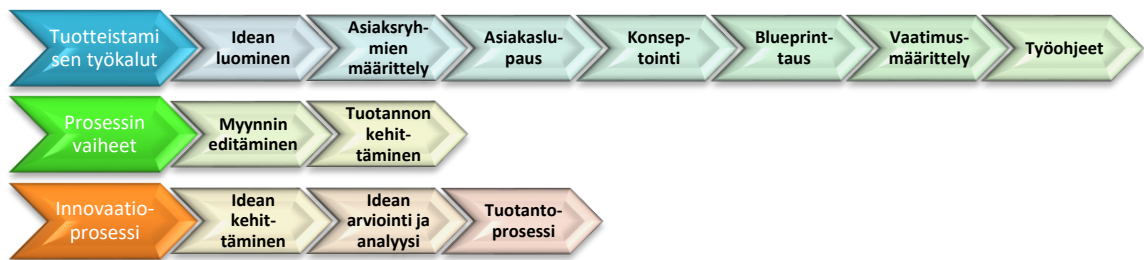 Tuotteistami
sen työkalut
Idean
luominen
Asiaksryh-
mien
määrittely
Asiakaslu-
paus
Konsep-
tointi
Blueprint-
taus
Vaatimus-
määrittely
Työohjeet
Prosessin
vaiheet
Myynnin
editäminen
Tuotannon
kehit-
täminen
Innovaatio-
prosessi
Idean
kehit-
täminen
Idean
arviointi ja
analyysi
Tuotanto-
prosessi